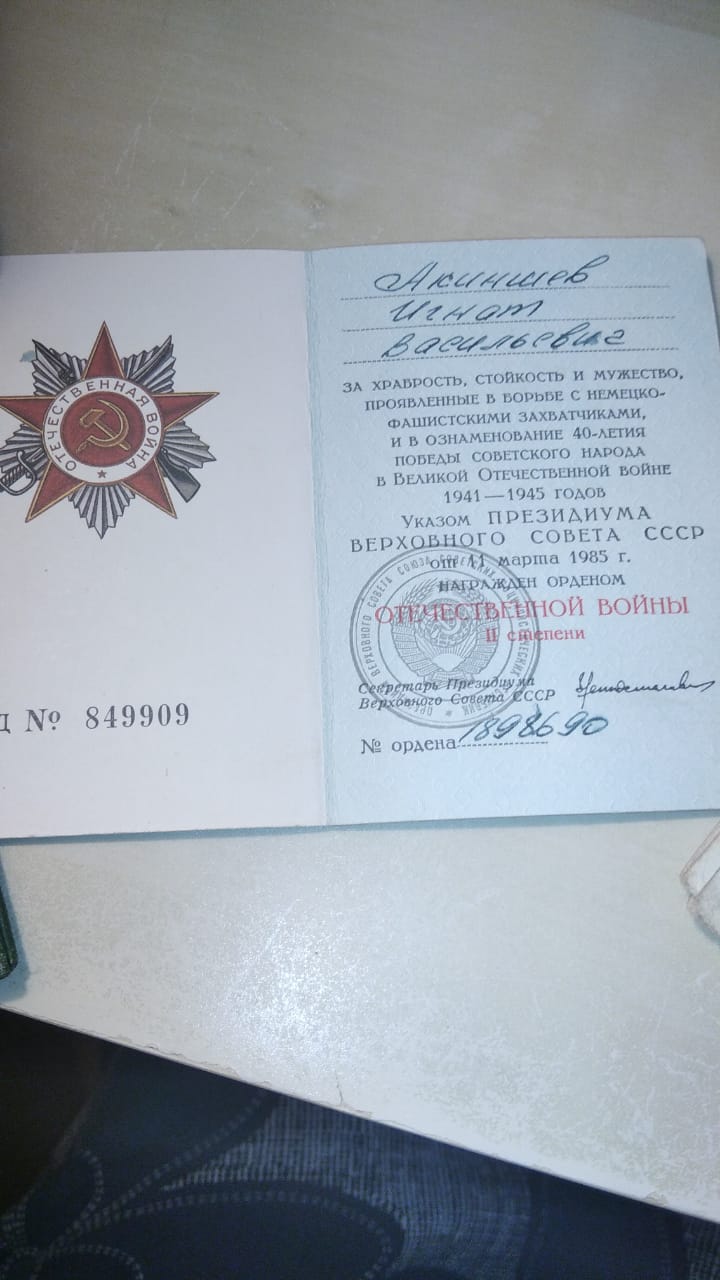 ОТЕЧЕСТВЕННАЯ ВОЙНА
Д № 849909
Акиншев
Игнат
Васильевич
ЗА ХРАБРОСТЬ, СТОЙКОСТЬ И МУЖЕСТВО,
ПРОЯВЛЕННЫЕ В БОРЬБЕ С НЕМЕЦКО-
ФАШИСТСКИМИ ЗАХВАТЧИКАМИ,
И В ОЗНАМЕНОВАНИЕ 40-ЛЕТИЯ
ПОБЕДЫ СОВЕТСКОГО НАРОДА
В ВЕЛИКОЙ ОТЕЧЕСТВЕННОЙ ВОЙНЕ
1941—1945 ГОДОВ
УКАЗОМ ПРЕЗИДИУМА
ВЕРХОВНОГО СОВЕТА СССР
от 11 марта 1985 г.
НАГРАЖДЕН ОРДЕНОМ
ОТЕЧЕСТВЕННОЙ ВОЙНЫ
II степени
Секретарь Президиума
Верховного Совета СССР
№ ордена 1898690